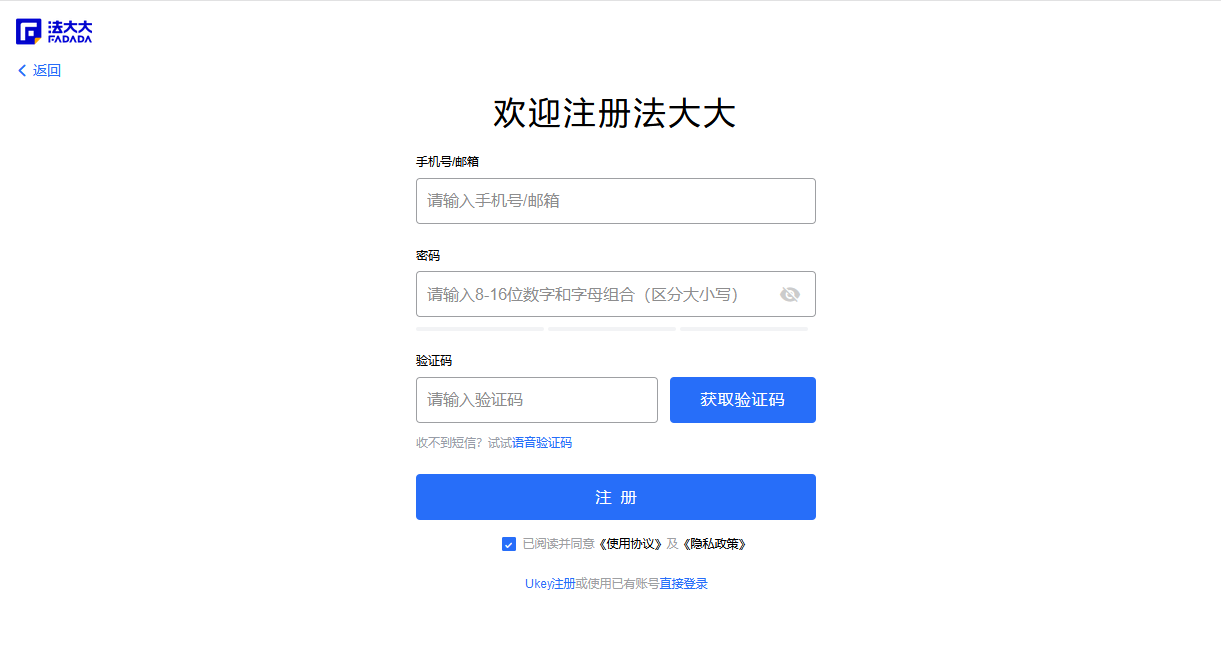 法大大
FADADA
返回
欢迎注册法大大
手机号/邮箱
请输入手机号/邮箱
密码
请输入8-16位数字和字母组合（区分大小写）
验证码
请输入验证码 获取验证码
收不到短信？试试语音验证码
注 册
已阅读并同意《使用协议》及《隐私政策》
Ukey注册或使用已有账号直接登录